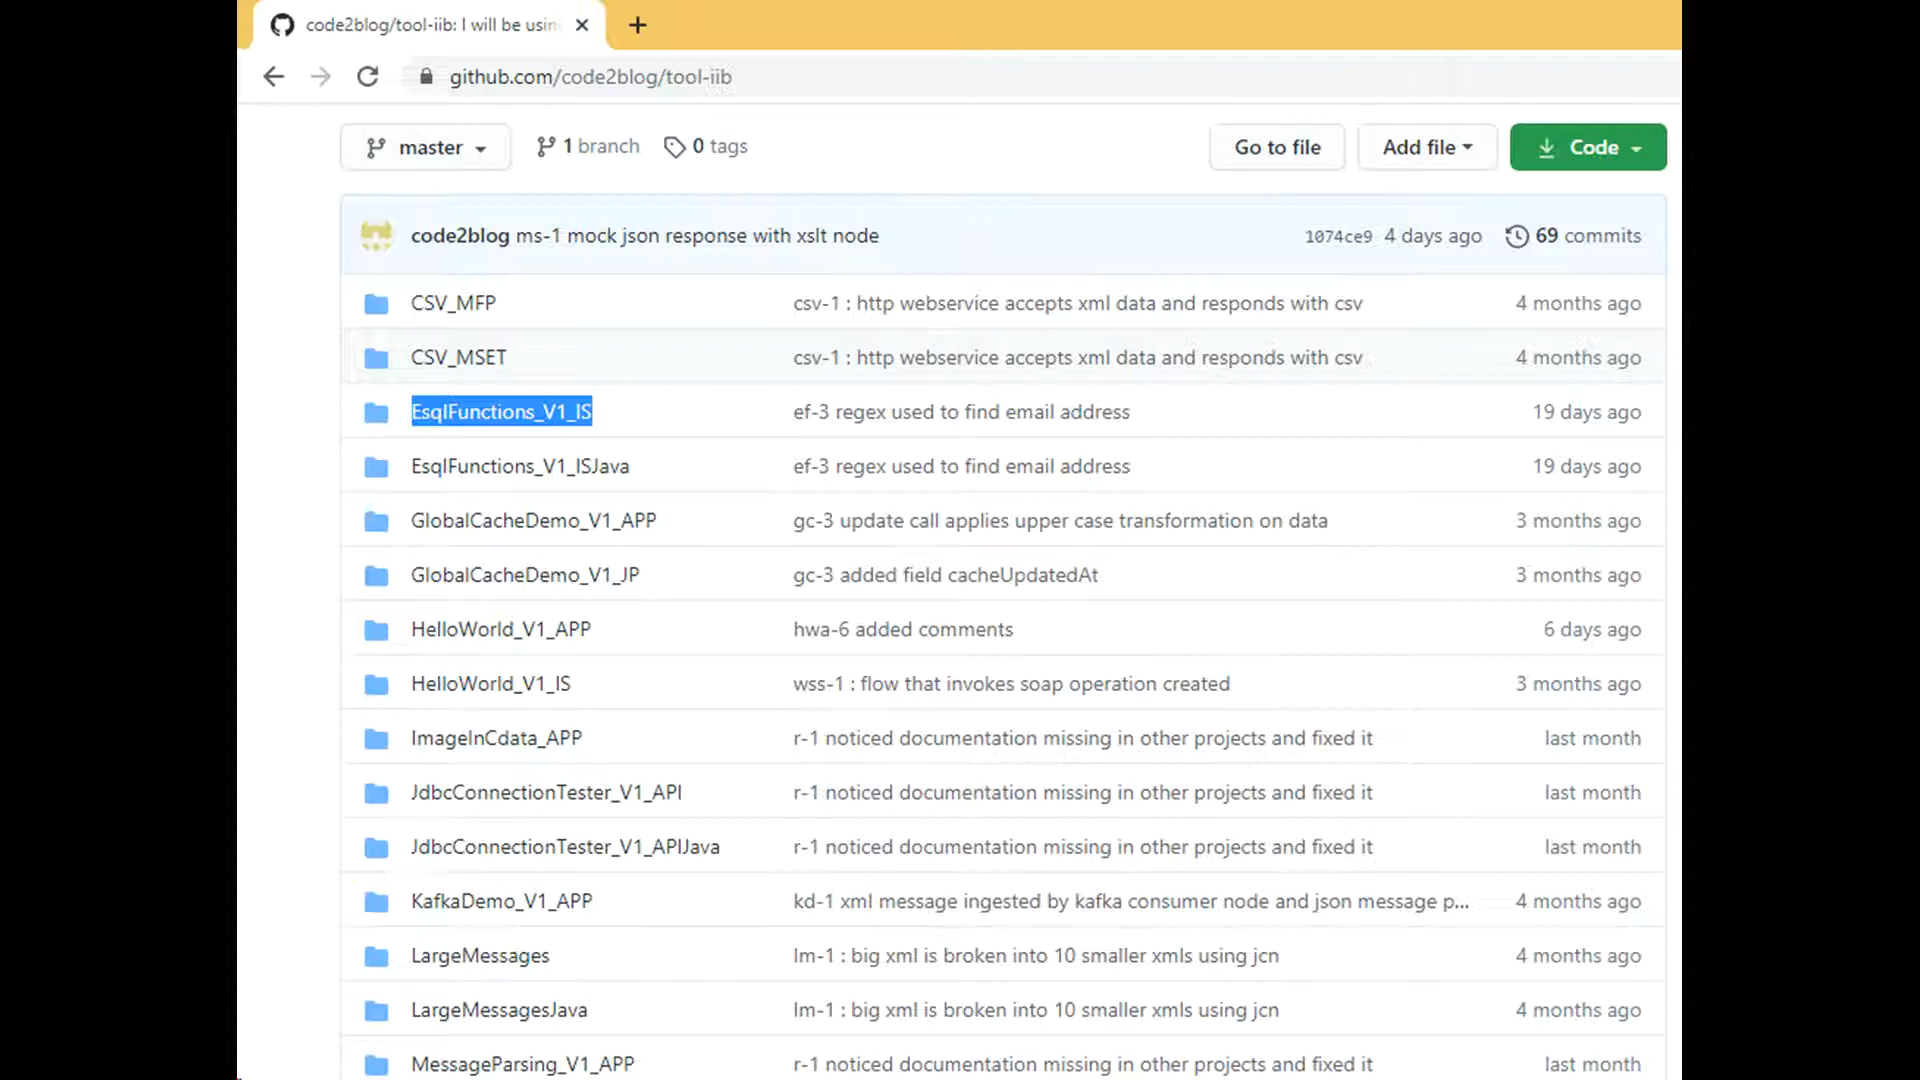 code2blog/tool-iib: I will be usin
github.com/code2blog/tool-iib
master
1 branch
0 tags
Go to file
Add file
Code
code2blog ms-1 mock json response with xslt node
1074ce9 4 days ago
69 commits
CSV_MFP csv-1 : http webservice accepts xml data and responds with csv 4 months ago
CSV_MSET csv-1 : http webservice accepts xml data and responds with csv 4 months ago
EsqlFunctions_V1_IS ef-3 regex used to find email address 19 days ago
EsqlFunctions_V1_ISJava ef-3 regex used to find email address 19 days ago
GlobalCacheDemo_V1_APP gc-3 update call applies upper case transformation on data 3 months ago
GlobalCacheDemo_V1_JP gc-3 added field cacheUpdatedAt 3 months ago
HelloWorld_V1_APP hwa-6 added comments 6 days ago
HelloWorld_V1_IS wss-1 : flow that invokes soap operation created 3 months ago
ImageInCdata_APP r-1 noticed documentation missing in other projects and fixed it last month
JdbcConnectionTester_V1_API r-1 noticed documentation missing in other projects and fixed it last month
JdbcConnectionTester_V1_APIJava r-1 noticed documentation missing in other projects and fixed it last month
KafkaDemo_V1_APP kd-1 xml message ingested by kafka consumer node and json message p... 4 months ago
LargeMessages lm-1 : big xml is broken into 10 smaller xmls using jcn 4 months ago
LargeMessagesJava lm-1 : big xml is broken into 10 smaller xmls using jcn 4 months ago
MessageParsing_V1_APP r-1 noticed documentation missing in other projects and fixed it last month